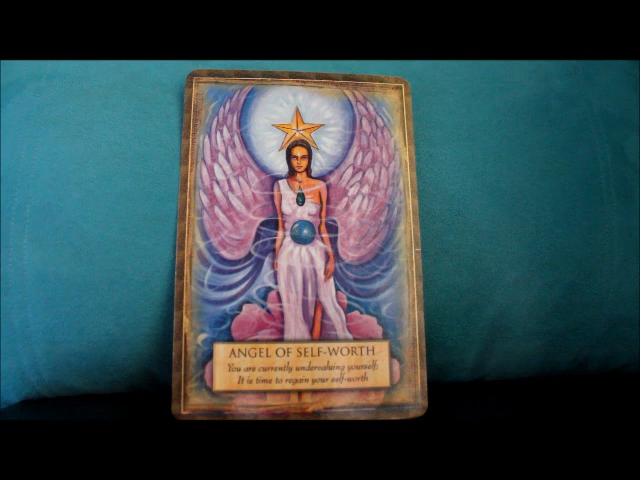 ANGEL OF SELF-WORTH
You are currently undervaluing yourself;
It is time to regain your self-worth